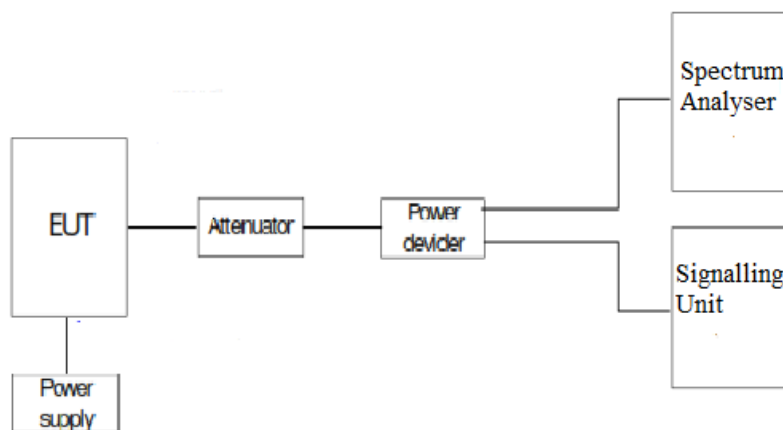 Spectrum
Analyser
EUT
Attenuator
Power
devider
Signalling
Unit
Power
supply